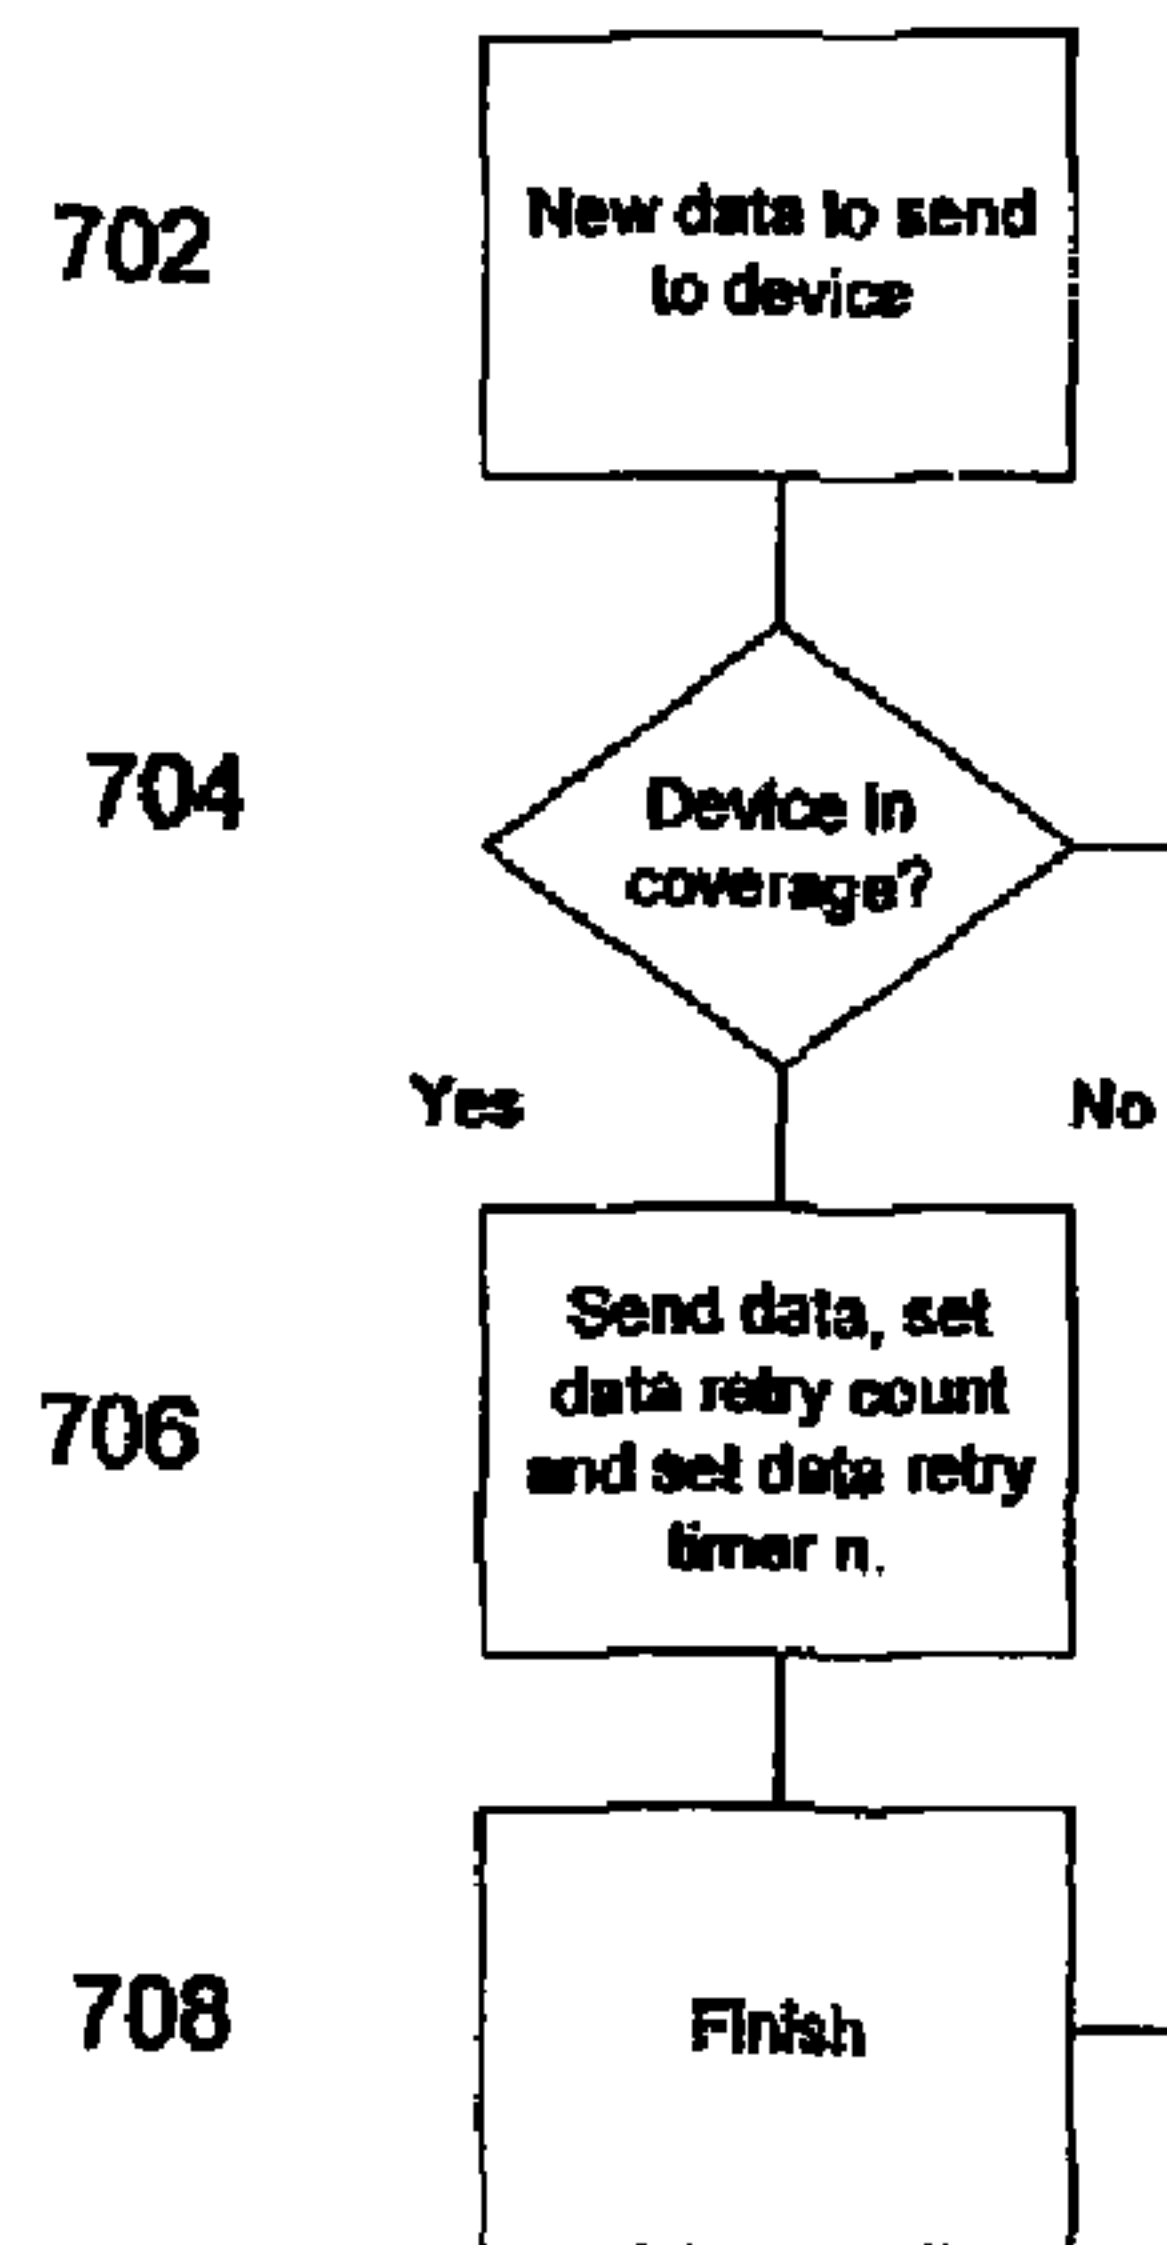 702
New data to send
to device
704
Device in
coverage?
Yes
No
706
Send data, set
data retry count
and set data retry
timer n.
708
Finish